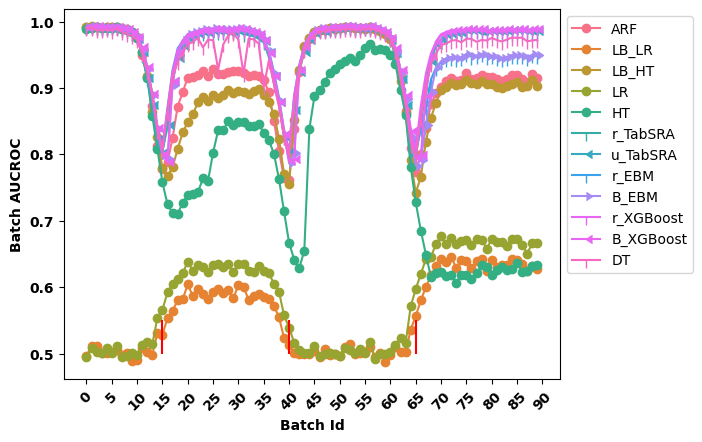 1.0
0.9
0.8
0.7
0.6
0.5
Batch AUCROC
0
5
10
15
20
25
30
35
40
45
50
55
60
65
70
75
80
85
90
Batch Id
ARF
LB_LR
LB_HT
LR
HT
r_TabSRA
u_TabSRA
r_EBM
B_EBM
r_XGBoost
B_XGBoost
DT